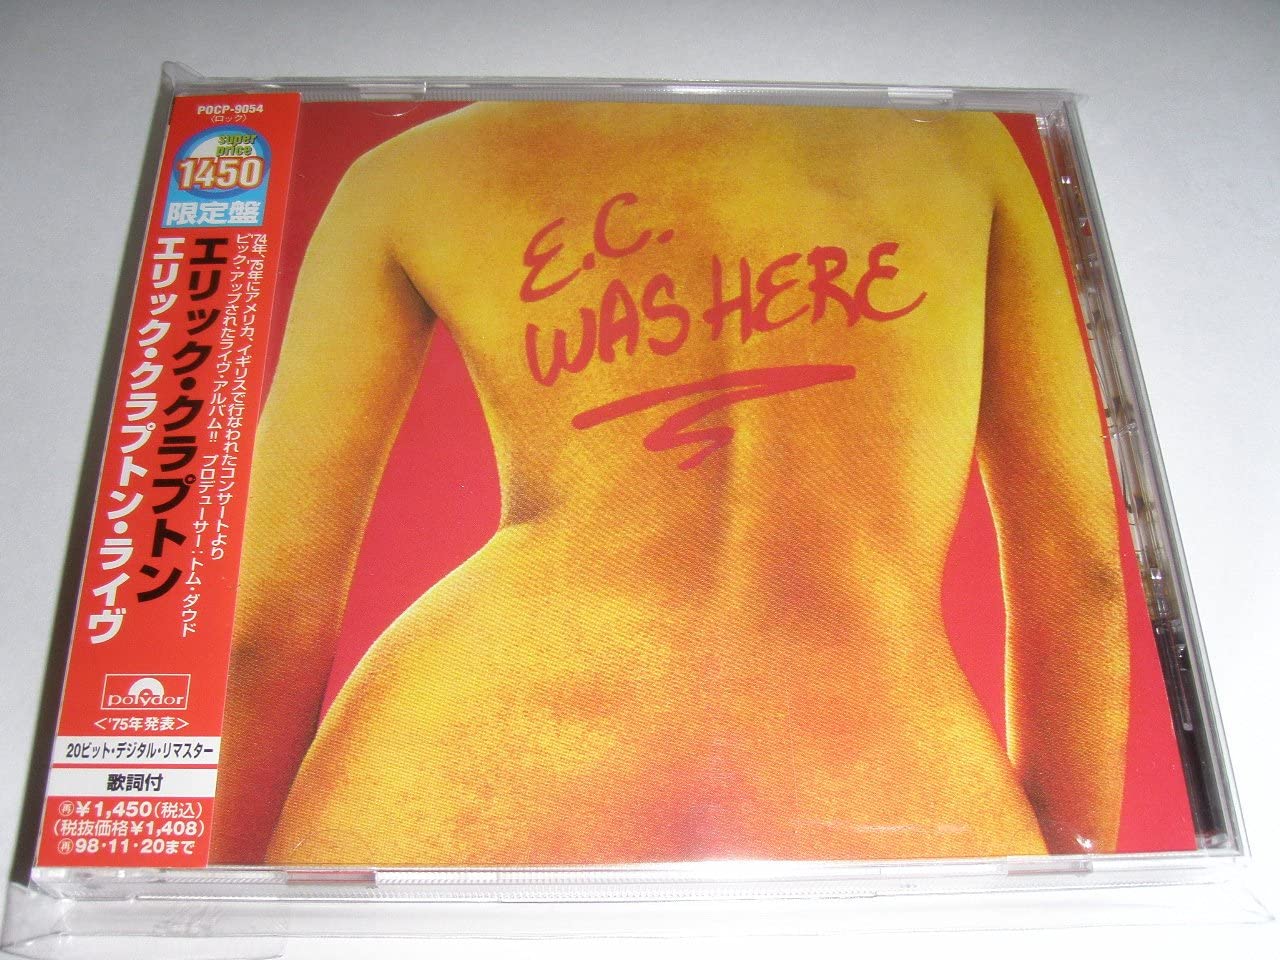 POCP-9054
〈ロック〉
super
price
1450
限定盤
'74年、'75年にアメリカ、イギリスで行なわれたコンサートより
ピック・アップされたライヴ・アルバム!! プロデューサー:トム・ダウド
エリック・クラプトン
エリック・クラプトン・ライヴ
polydor
<'75年発表>
20ビット・デジタル・リマスター
歌詞付
再¥1,450(税込)
(税抜価格¥1,408)
再98・11・20まで
E.C.
WAS HERE